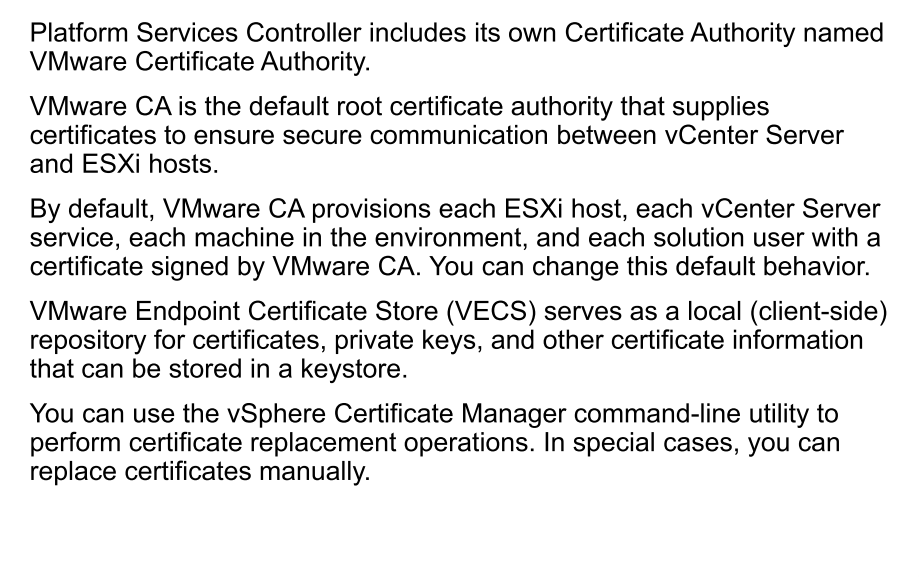 Platform Services Controller includes its own Certificate Authority named
VMware Certificate Authority.
VMware CA is the default root certificate authority that supplies
certificates to ensure secure communication between vCenter Server
and ESXi hosts.
By default, VMware CA provisions each ESXi host, each vCenter Server
service, each machine in the environment, and each solution user with a
certificate signed by VMware CA. You can change this default behavior.
VMware Endpoint Certificate Store (VECS) serves as a local (client-side)
repository for certificates, private keys, and other certificate information
that can be stored in a keystore.
You can use the vSphere Certificate Manager command-line utility to
perform certificate replacement operations. In special cases, you can
replace certificates manually.